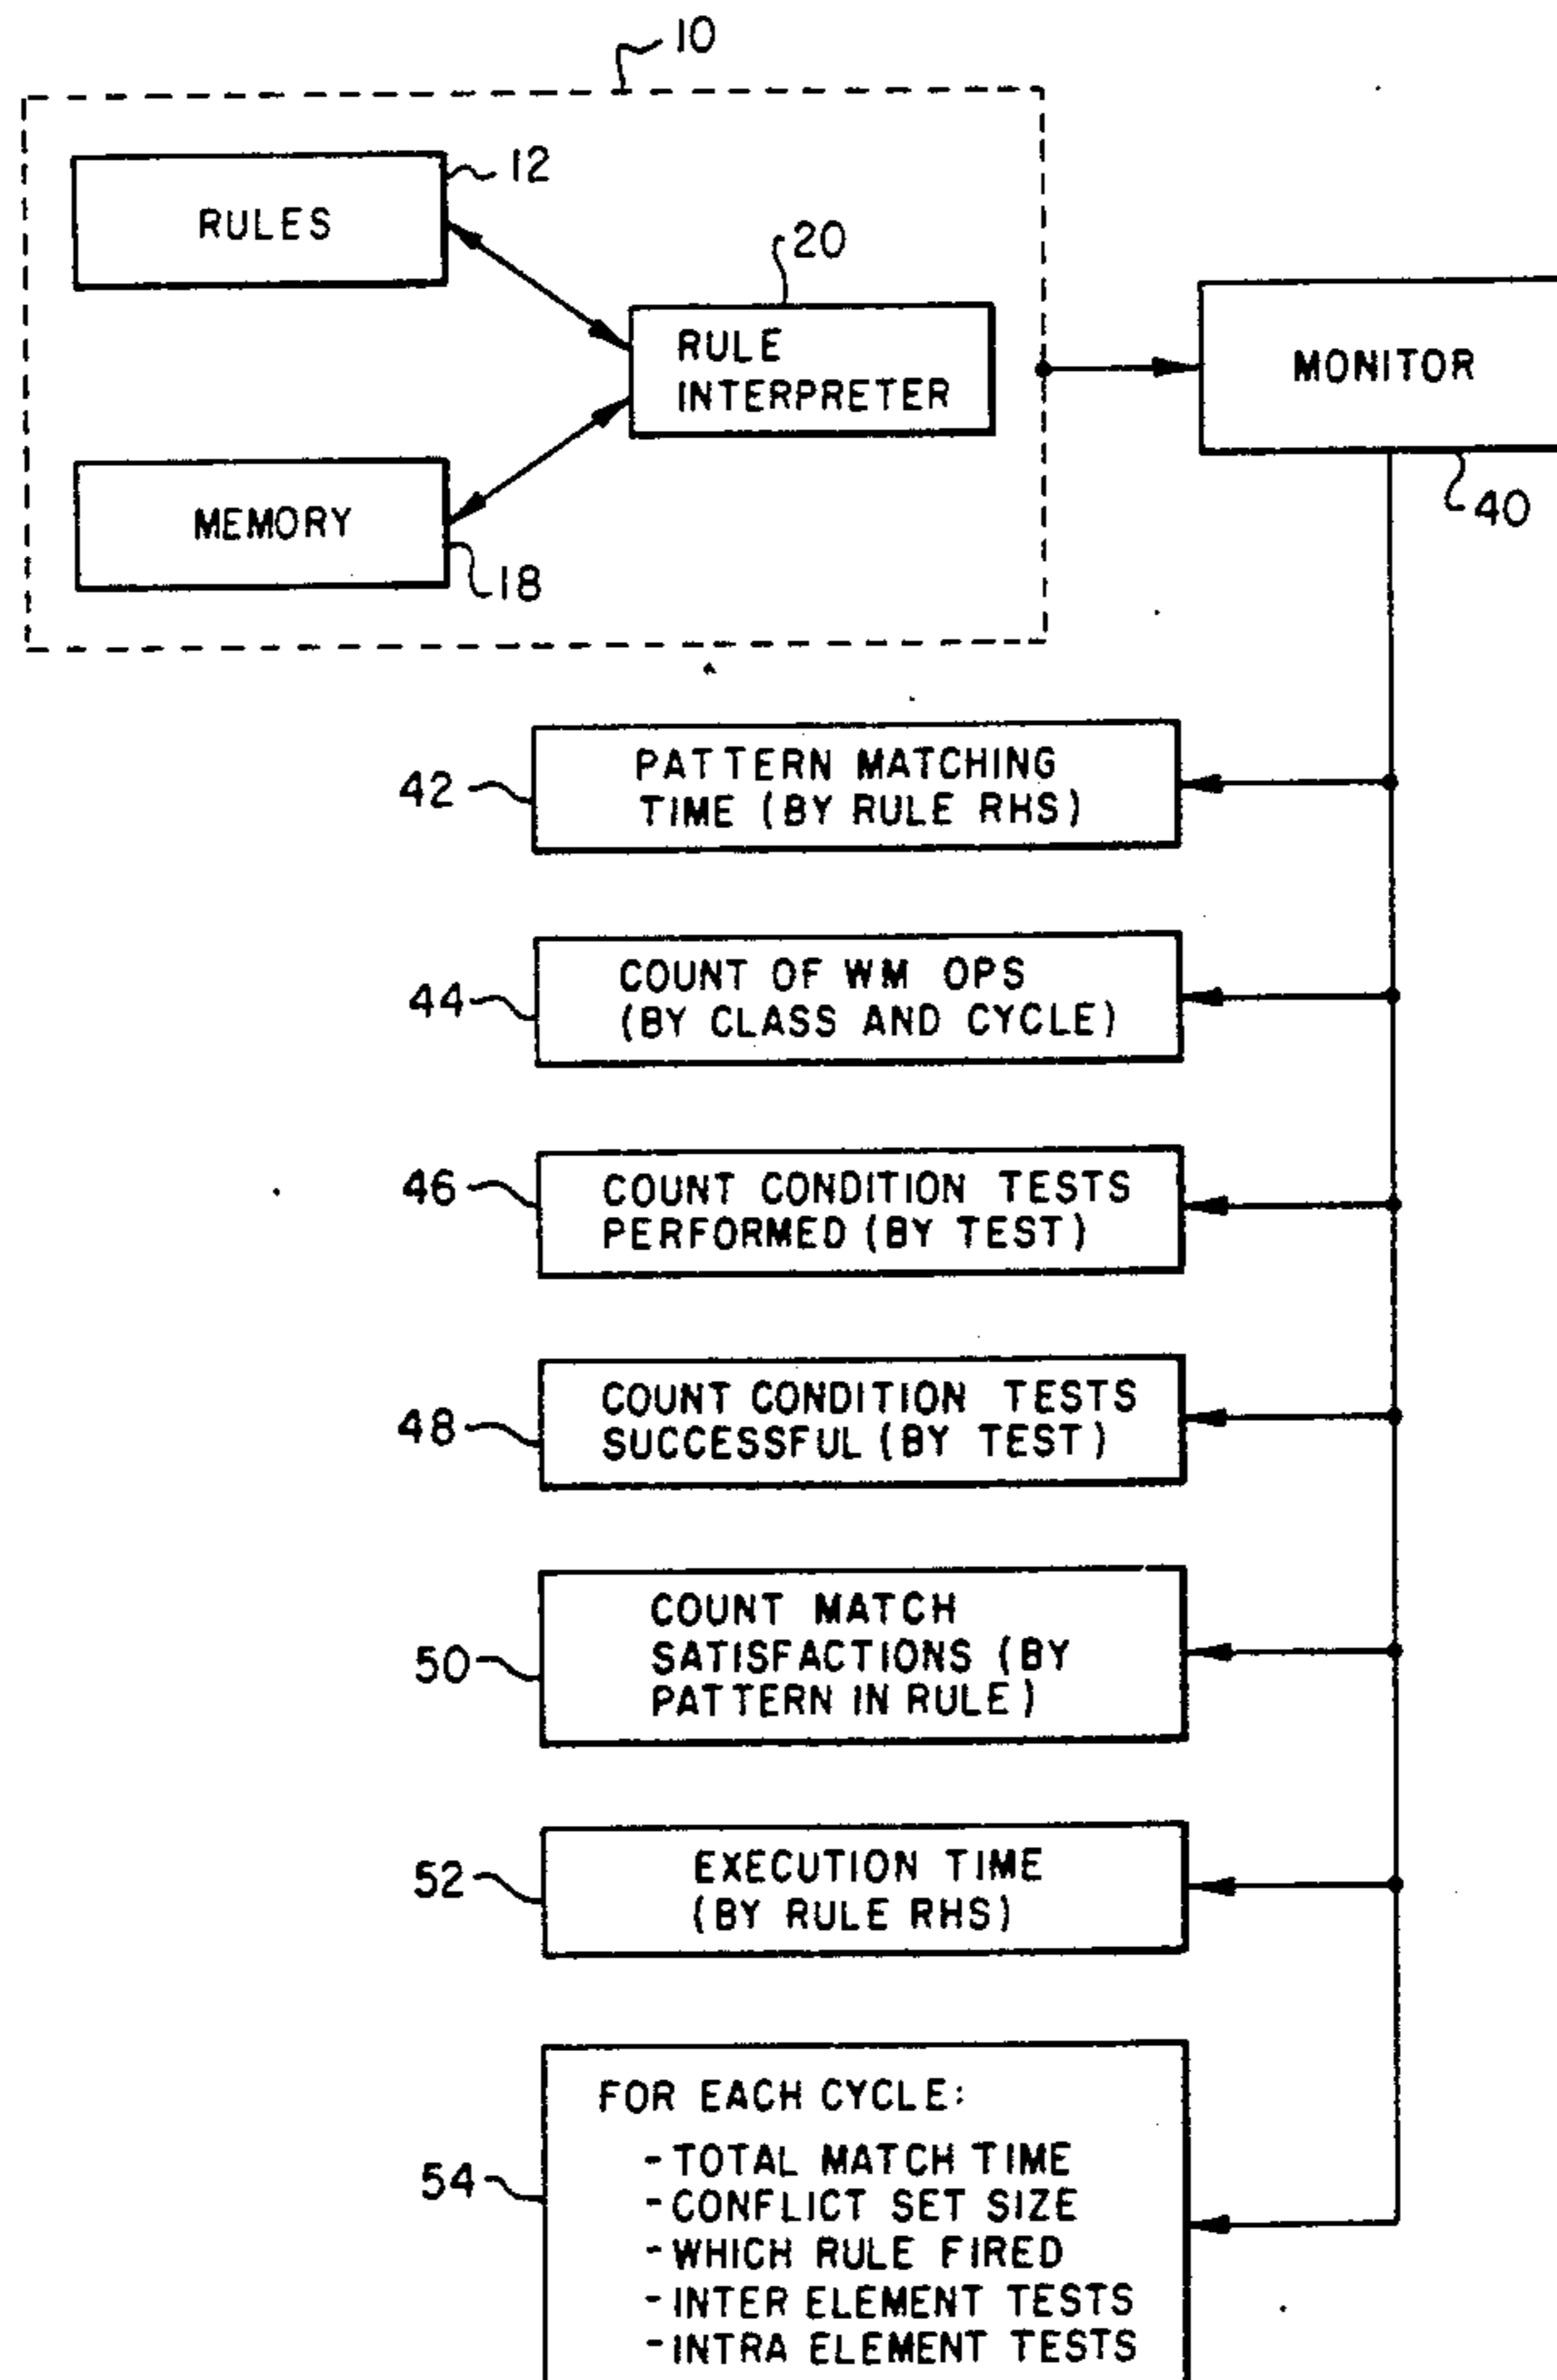 10
12
RULES
20
RULE
INTERPRETER
MONITOR
MEMORY
18
40
42
PATTERN MATCHING
TIME (BY RULE RHS)
44
COUNT OF WM OPS
(BY CLASS AND CYCLE)
46
COUNT CONDITION TESTS
PERFORMED (BY TEST)
48
COUNT CONDITION TESTS
SUCCESSFUL (BY TEST)
50
COUNT MATCH
SATISFACTIONS (BY
PATTERN IN RULE)
52
EXECUTION TIME
(BY RULE RHS)
54
FOR EACH CYCLE:
-TOTAL MATCH TIME
-CONFLICT SET SIZE
-WHICH RULE FIRED
-INTER ELEMENT TESTS
-INTRA ELEMENT TESTS